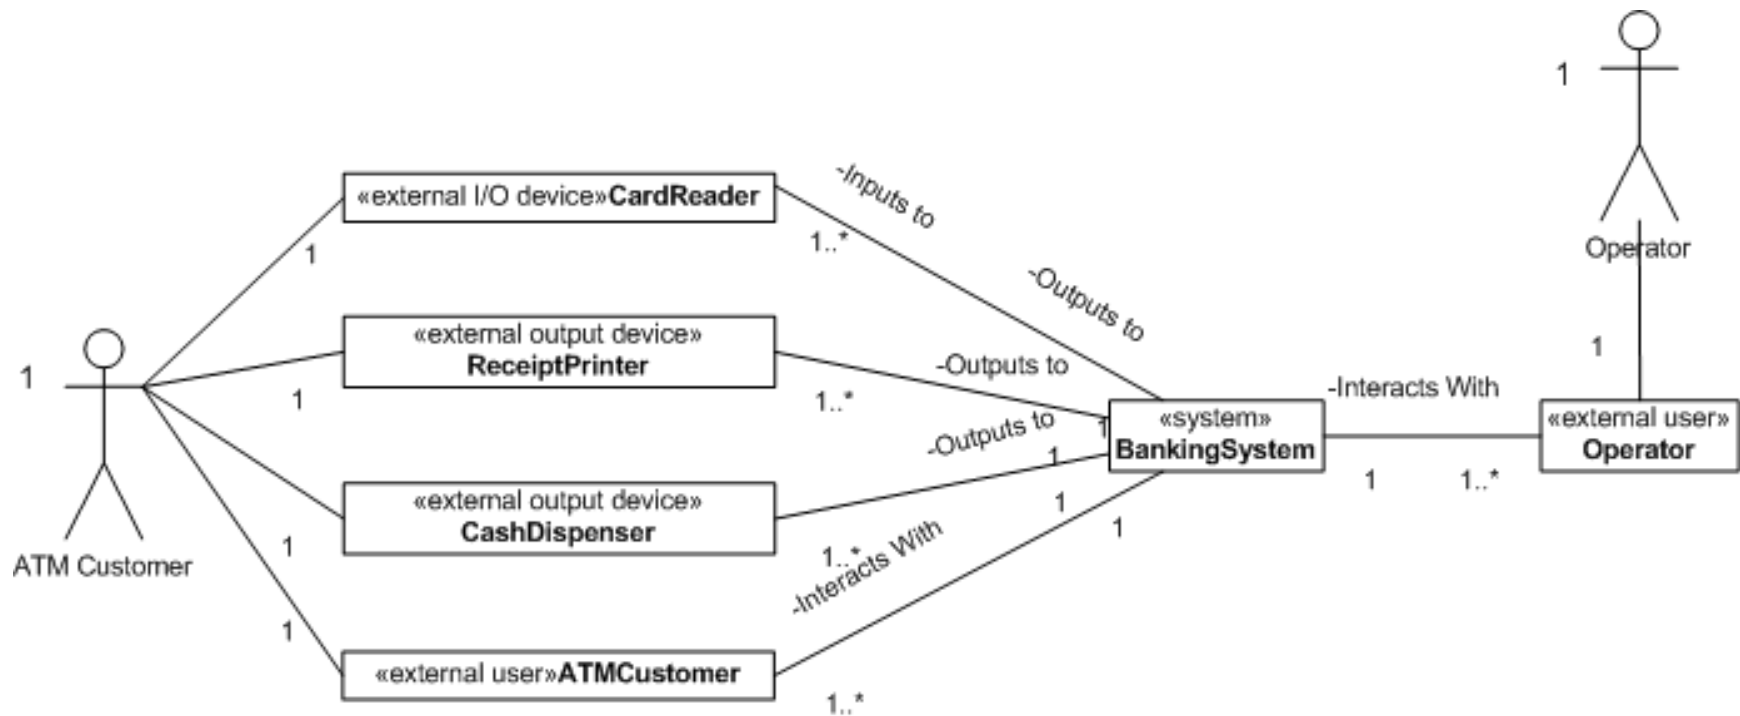 1
Operator
-Inputs to
«external I/O device»CardReader
1
1..*
-Outputs to
«external output device»
ReceiptPrinter
1
1
1..*
-Outputs to
1
ATM Customer
-Outputs to
1
1
«system»
BankingSystem
-Interacts With
1
1..*
«external user»
Operator
«external output device»
CashDispenser
1
1..*
1
1
-Interacts With
1
«external user»ATMCustomer
1..*